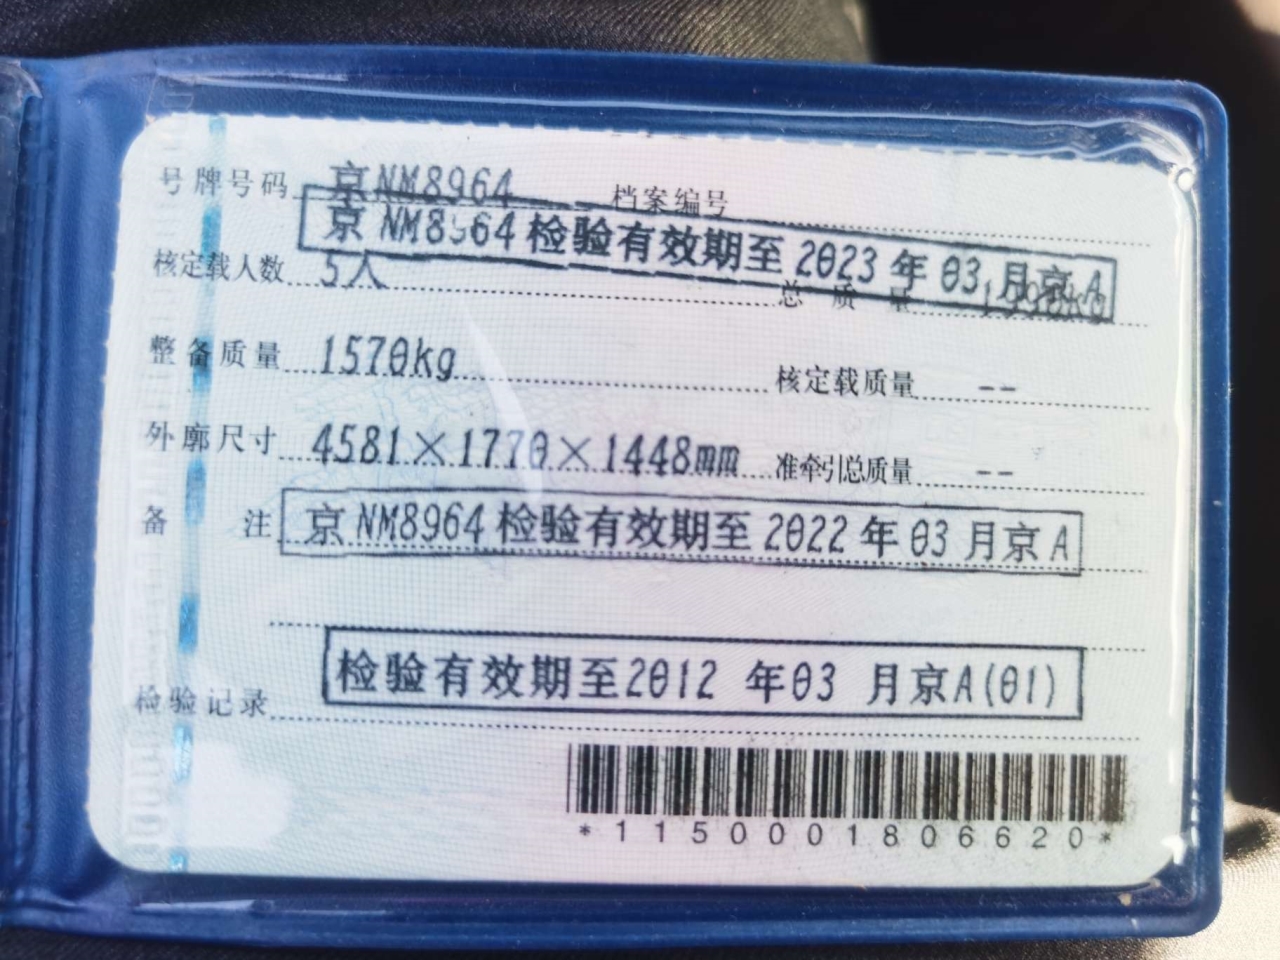 号牌号码 京NM8964 档案编号
京NM8964检验有效期至2023年03月京A
核定载人数 5人 总质量
整备质量 1570kg 核定载质量 --
外廓尺寸 4581×1770×1448mm 准牵引总质量 --
备注 京NM8964检验有效期至2022年03月京A
检验有效期至2012年03月京A(01)
检验记录
*1150001806620*